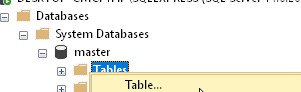 Databases
System Databases
master
Tables
Table...